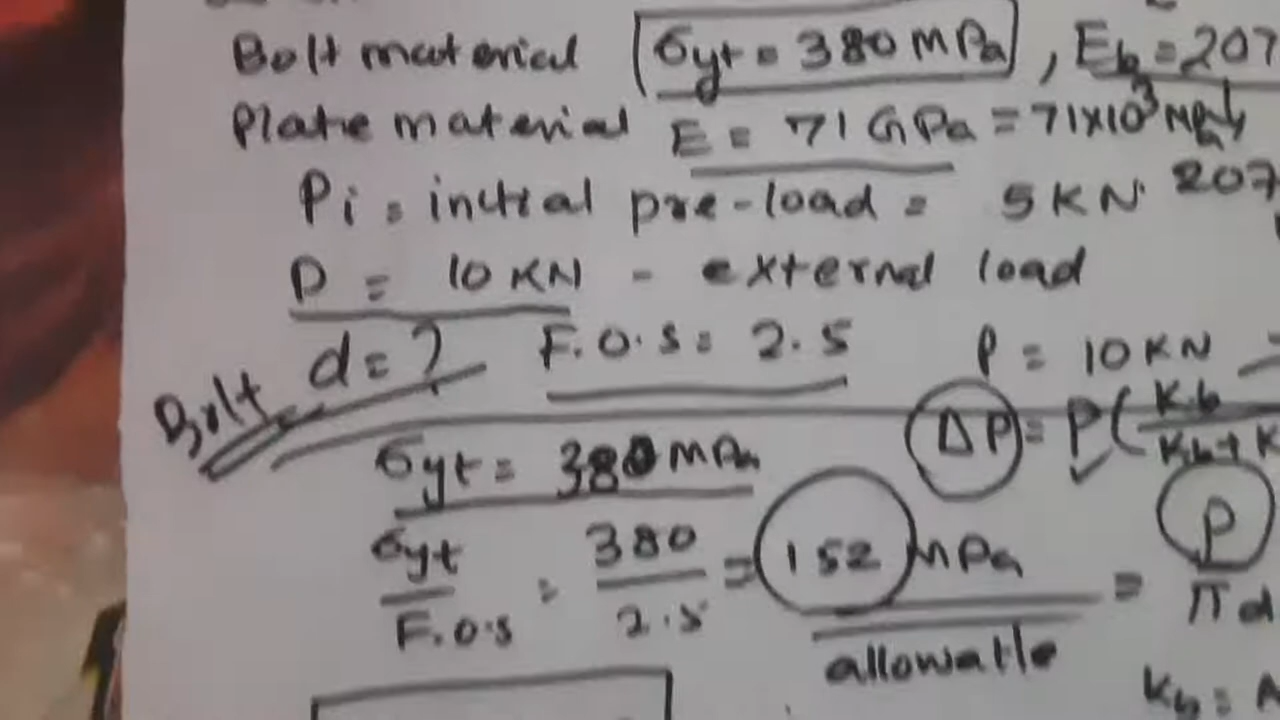 Bolt material σyt = 380 MPa , Eb = 207
Plate material E = 71 GPa = 71×10³ MPa
Pi = initial pre-load = 5 KN 207
P = 10 KN - external load
d = ? F.O.S = 2.5 P = 10 KN
Bolt
ΔP = P ( Kb / Kb + K
σyt = 380 MPa
σyt / F.O.S = 380 / 2.5 = 152 MPa = P / πd
allowable
Kb = A